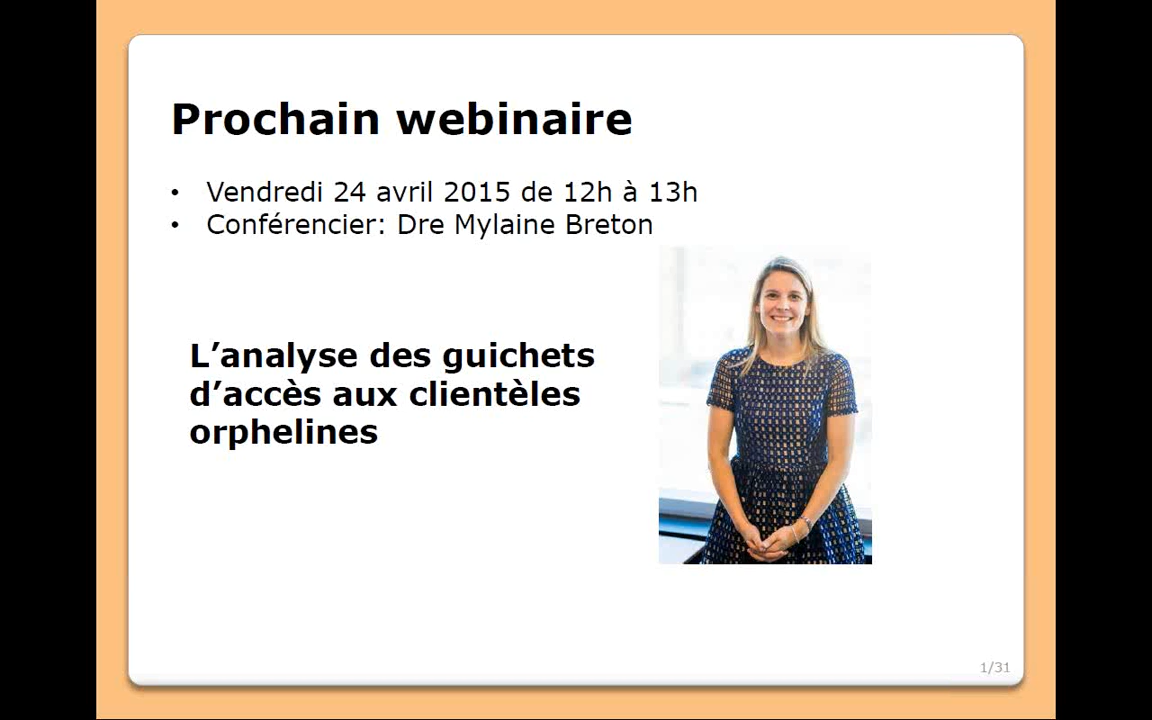 Prochain webinaire
• Vendredi 24 avril 2015 de 12h à 13h
• Conférencier: Dre Mylaine Breton
L’analyse des guichets
d’accès aux clientèles
orphelines
1/31